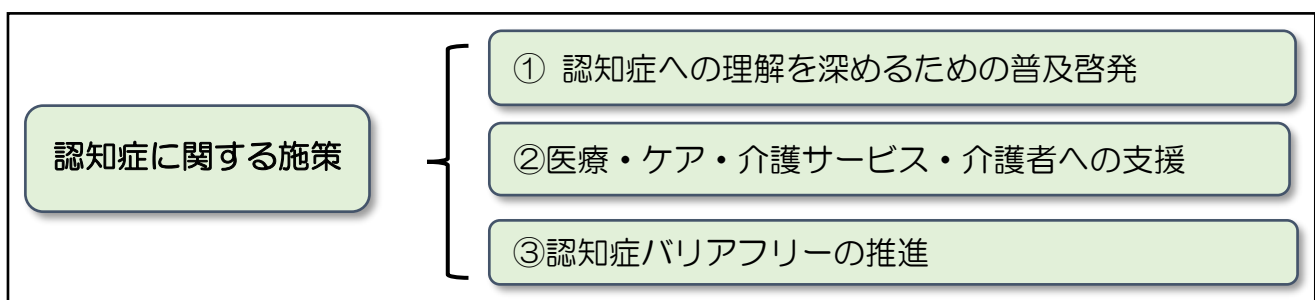 認知症に関する施策
① 認知症への理解を深めるための普及啓発
②医療・ケア・介護サービス・介護者への支援
③認知症バリアフリーの推進